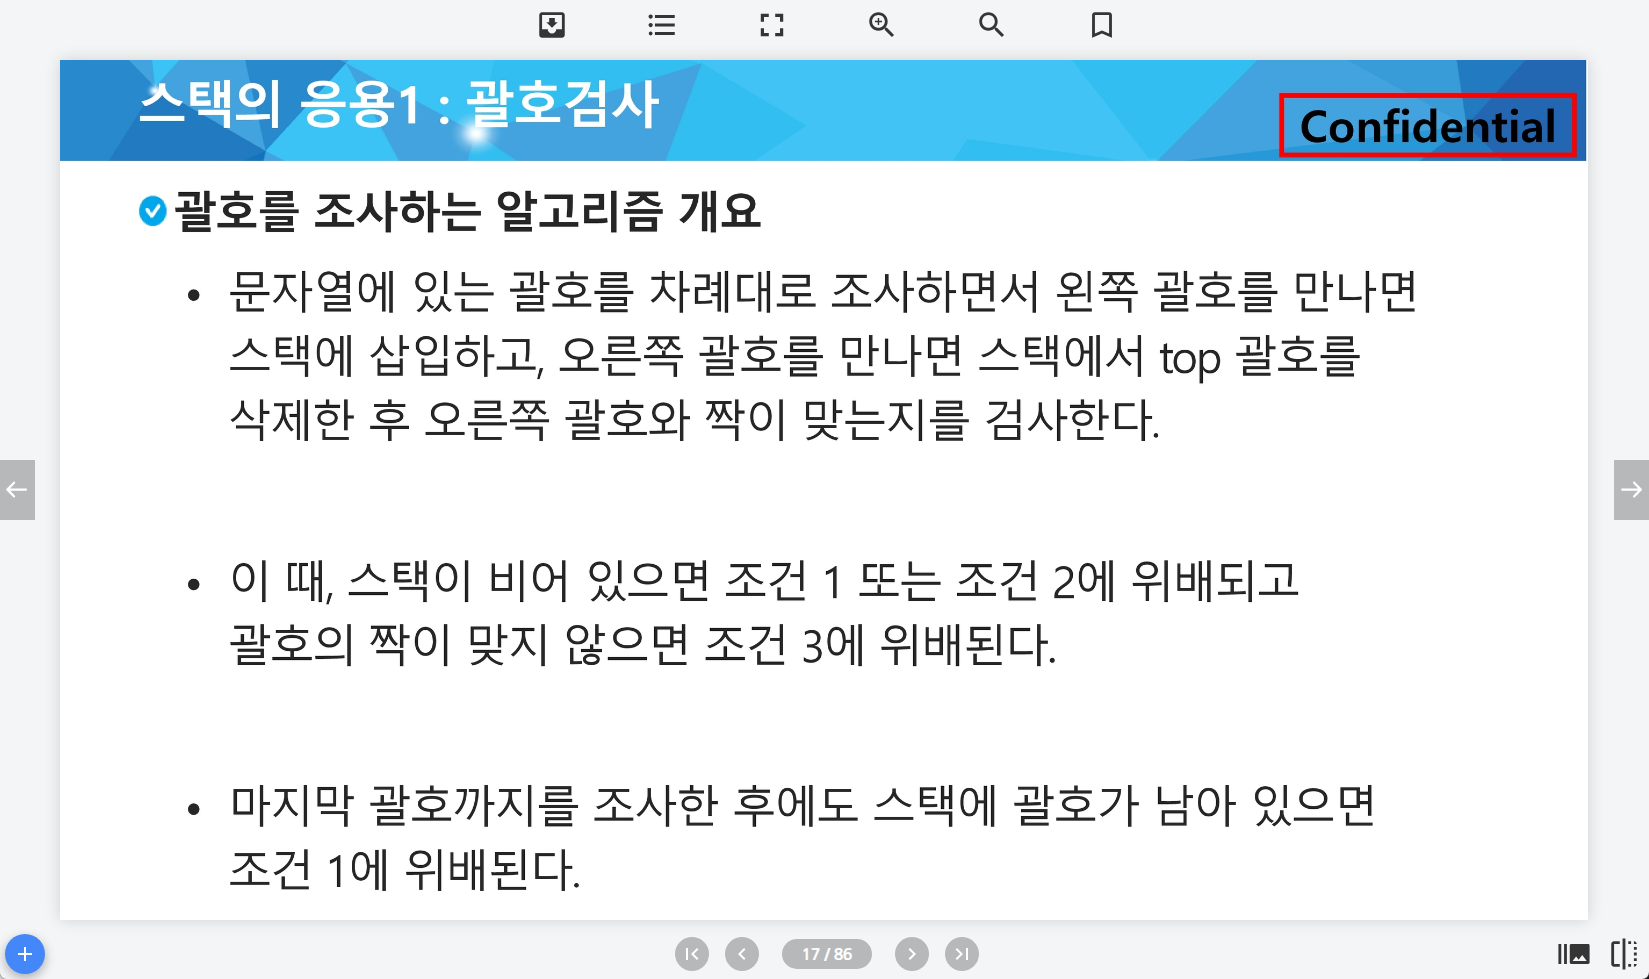 스택의 응용1 : 괄호검사
Confidential
괄호를 조사하는 알고리즘 개요
• 문자열에 있는 괄호를 차례대로 조사하면서 왼쪽 괄호를 만나면
스택에 삽입하고, 오른쪽 괄호를 만나면 스택에서 top 괄호를
삭제한 후 오른쪽 괄호와 짝이 맞는지를 검사한다.
• 이 때, 스택이 비어 있으면 조건 1 또는 조건 2에 위배되고
괄호의 짝이 맞지 않으면 조건 3에 위배된다.
• 마지막 괄호까지를 조사한 후에도 스택에 괄호가 남아 있으면
조건 1에 위배된다.
17 / 86